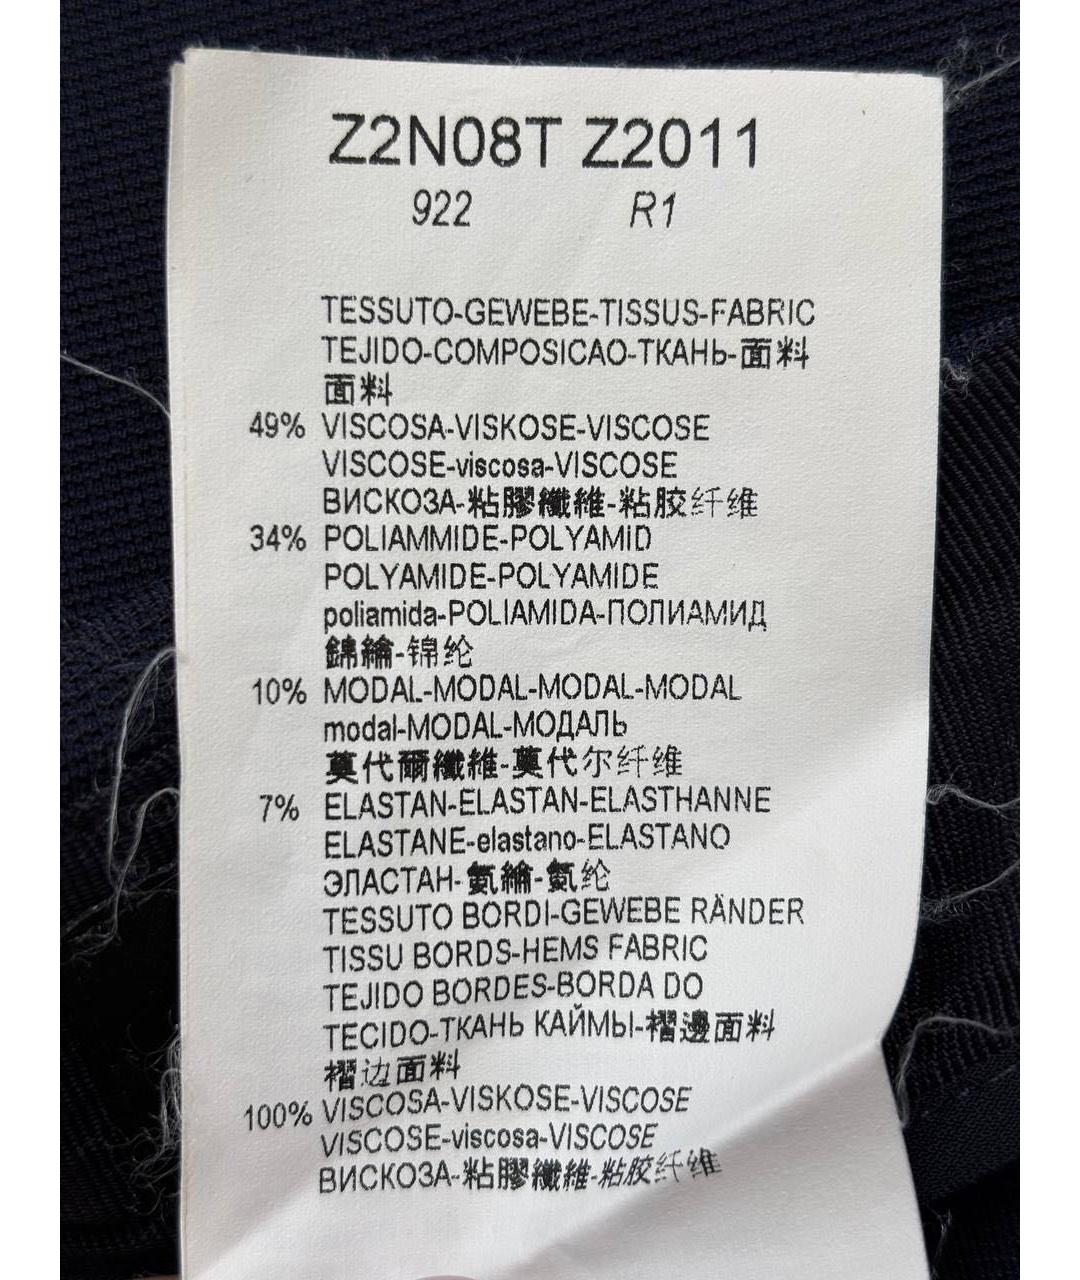 Z2N08T Z2011
922 R1
TESSUTO-GEWEBE-TISSUS-FABRIC
TEJIDO-COMPOSICAO-ТКАНЬ-面料
面料
49% VISCOSA-VISKOSE-VISCOSE
VISCOSE-viscosa-VISCOSE
ВИСКОЗА-粘膠纖維-粘胶纤维
34% POLIAMMIDE-POLYAMID
POLYAMIDE-POLYAMIDE
poliamida-POLIAMIDA-ПОЛИАМИД
錦綸-锦纶
10% MODAL-MODAL-MODAL-MODAL
modal-MODAL-МОДАЛЬ
莫代爾纖維-莫代尔纤维
7% ELASTAN-ELASTAN-ELASTHANNE
ELASTANE-elastano-ELASTANO
ЭЛАСТАН-氨綸-氨纶
TESSUTO BORDI-GEWEBE RÄNDER
TISSU BORDS-HEMS FABRIC
TEJIDO BORDES-BORDA DO
TECIDO-ТКАНЬ КАЙМЫ-褶邊面料
褶边面料
100% VISCOSA-VISKOSE-VISCOSE
VISCOSE-viscosa-VISCOSE
ВИСКОЗА-粘膠纖維-粘胶纤维